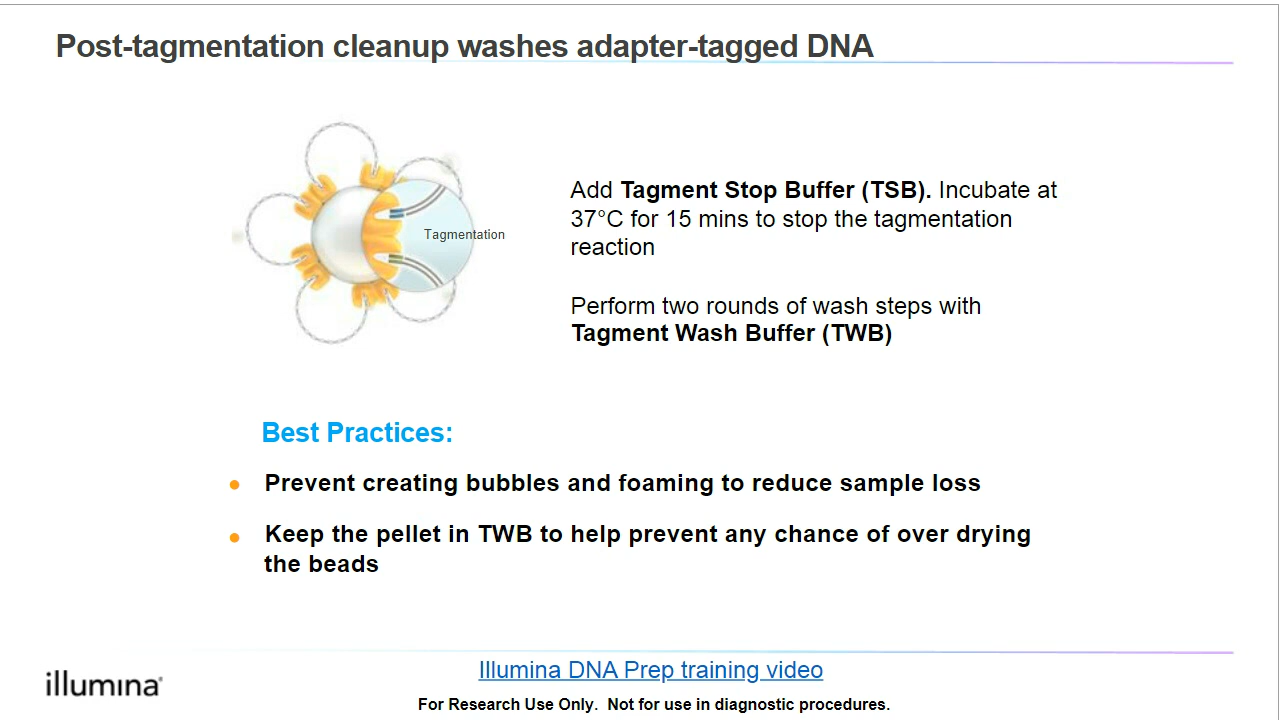 Post-tagmentation cleanup washes adapter-tagged DNA
Tagmentation
Add Tagment Stop Buffer (TSB). Incubate at
37°C for 15 mins to stop the tagmentation
reaction
Perform two rounds of wash steps with
Tagment Wash Buffer (TWB)
Best Practices:
• Prevent creating bubbles and foaming to reduce sample loss
• Keep the pellet in TWB to help prevent any chance of over drying
the beads
illumina®
Illumina DNA Prep training video
For Research Use Only. Not for use in diagnostic procedures.